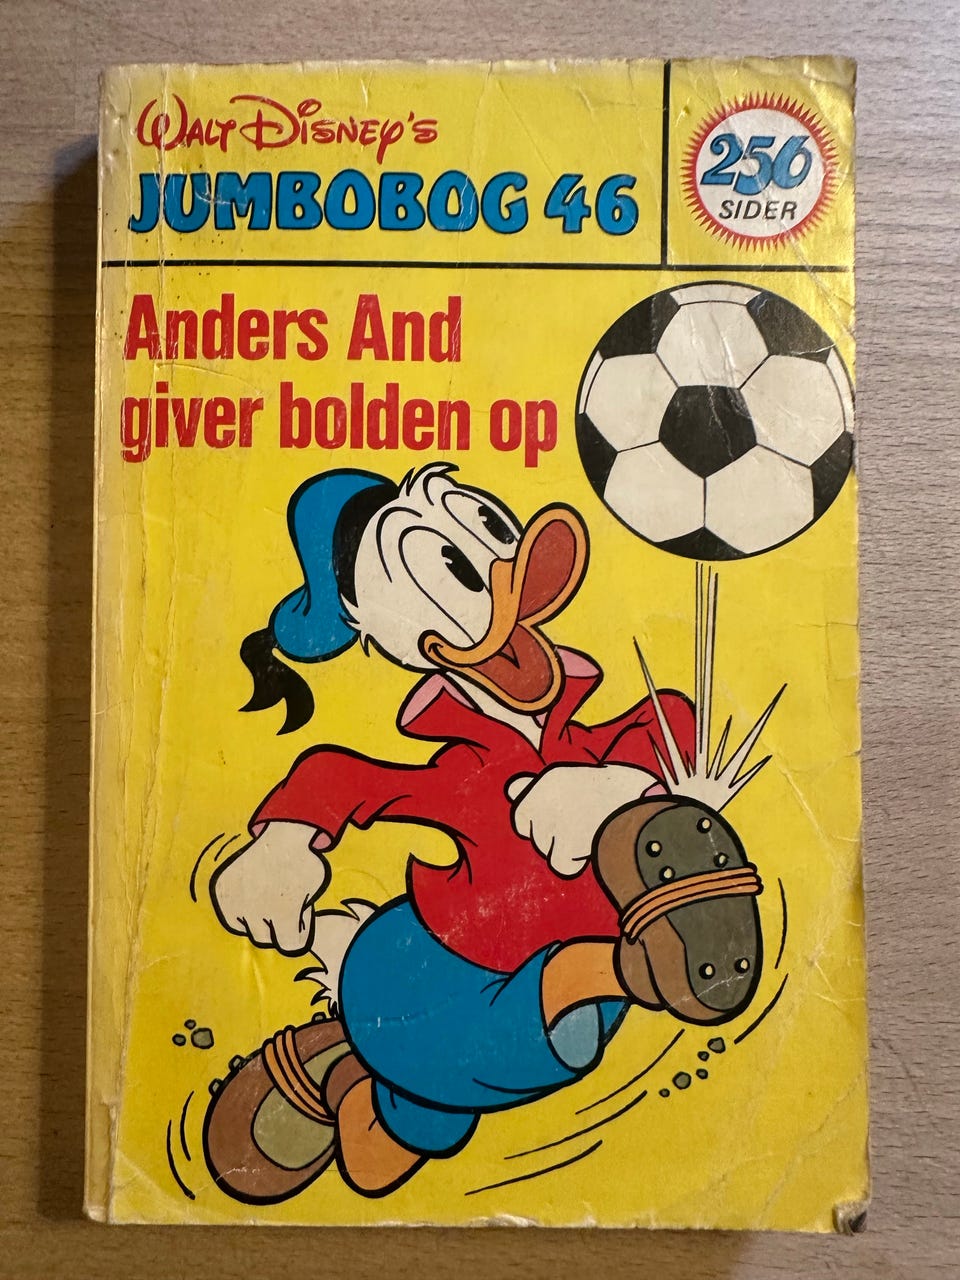 Walt Disney's
JUMBOBOG 46
256
SIDER
Anders And
giver bolden op